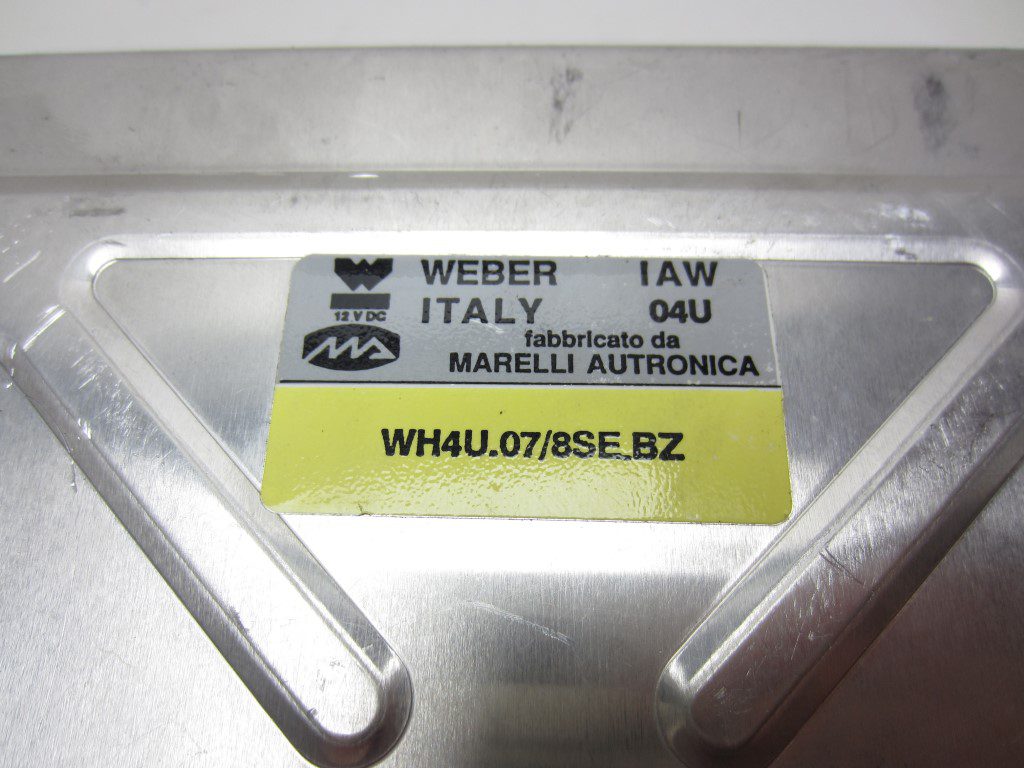 WEBER IAW
ITALY 04U
12 V DC
fabbricato da
MARELLI AUTRONICA
WH4U.07/8SE.BZ